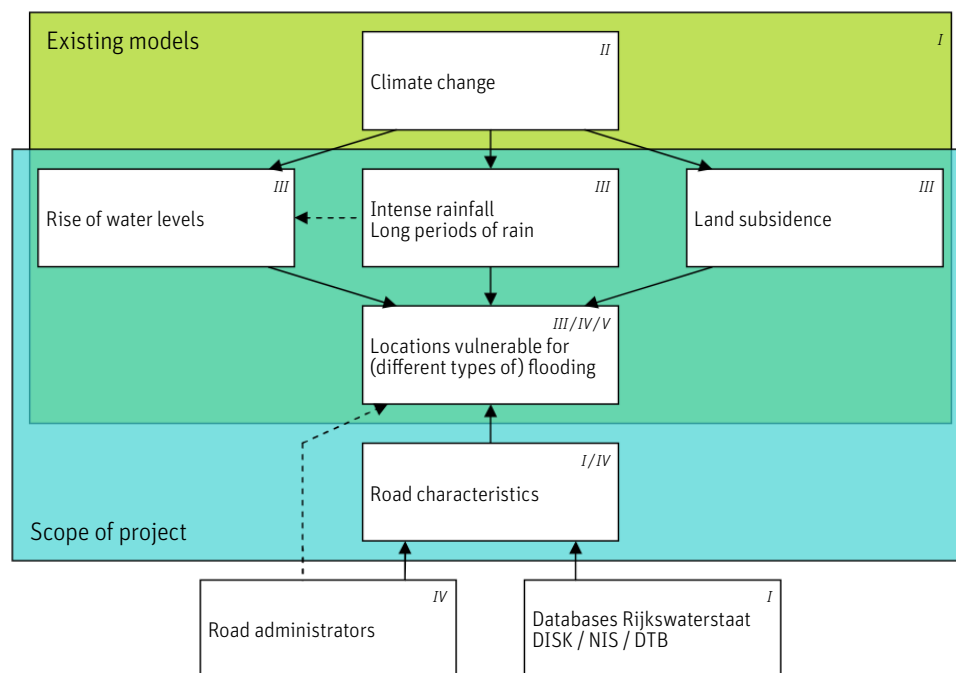 Existing models
I
II
Climate change
III
Rise of water levels
III
Intense rainfall
Long periods of rain
III
Land subsidence
III/IV/V
Locations vulnerable for
(different types of) flooding
I/IV
Road characteristics
Scope of project
IV
Road administrators
I
Databases Rijkswaterstaat
DISK / NIS / DTB